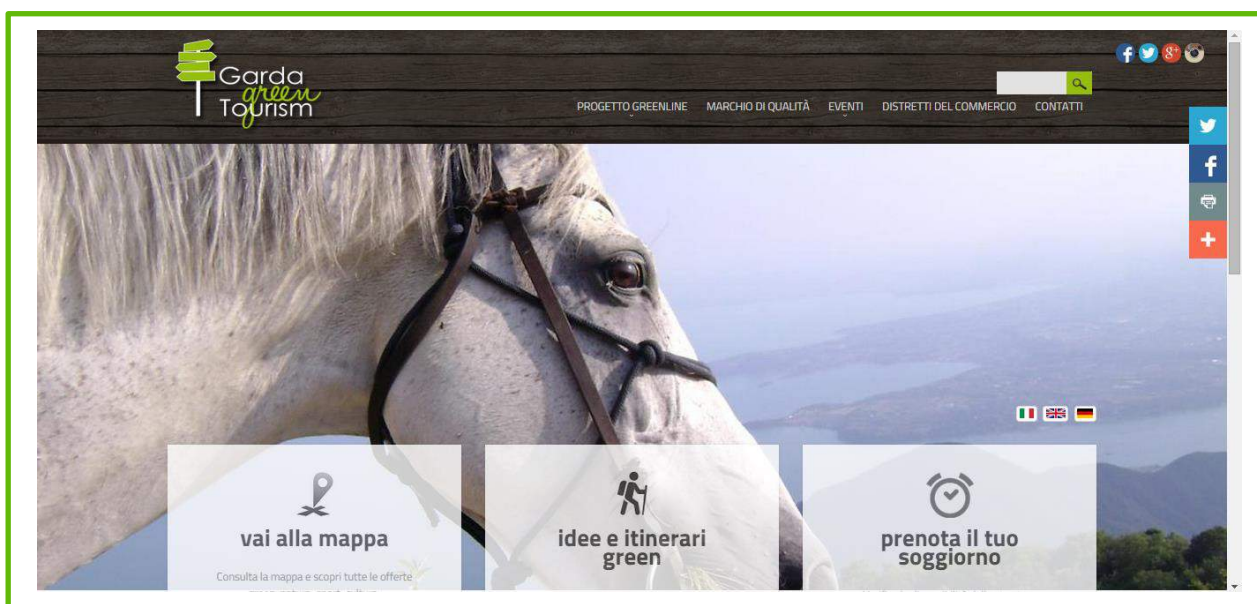 Garda
green
Tourism
PROGETTO GREENLINE MARCHIO DI QUALITÀ EVENTI DISTRETTI DEL COMMERCIO CONTATTI
vai alla mappa
idee e itinerari
green
prenota il tuo
soggiorno
Consulta la mappa e scopri tutte le offerte